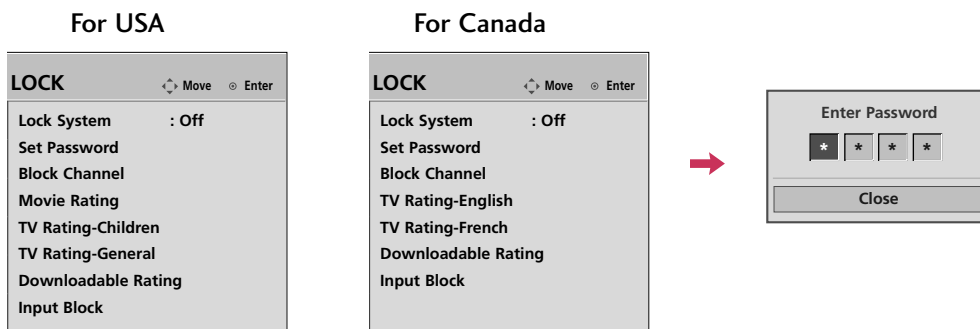 For USA
LOCK Move Enter
Lock System : Off
Set Password
Block Channel
Movie Rating
TV Rating-Children
TV Rating-General
Downloadable Rating
Input Block
For Canada
LOCK Move Enter
Lock System : Off
Set Password
Block Channel
TV Rating-English
TV Rating-French
Downloadable Rating
Input Block
Enter Password
* * * *
Close